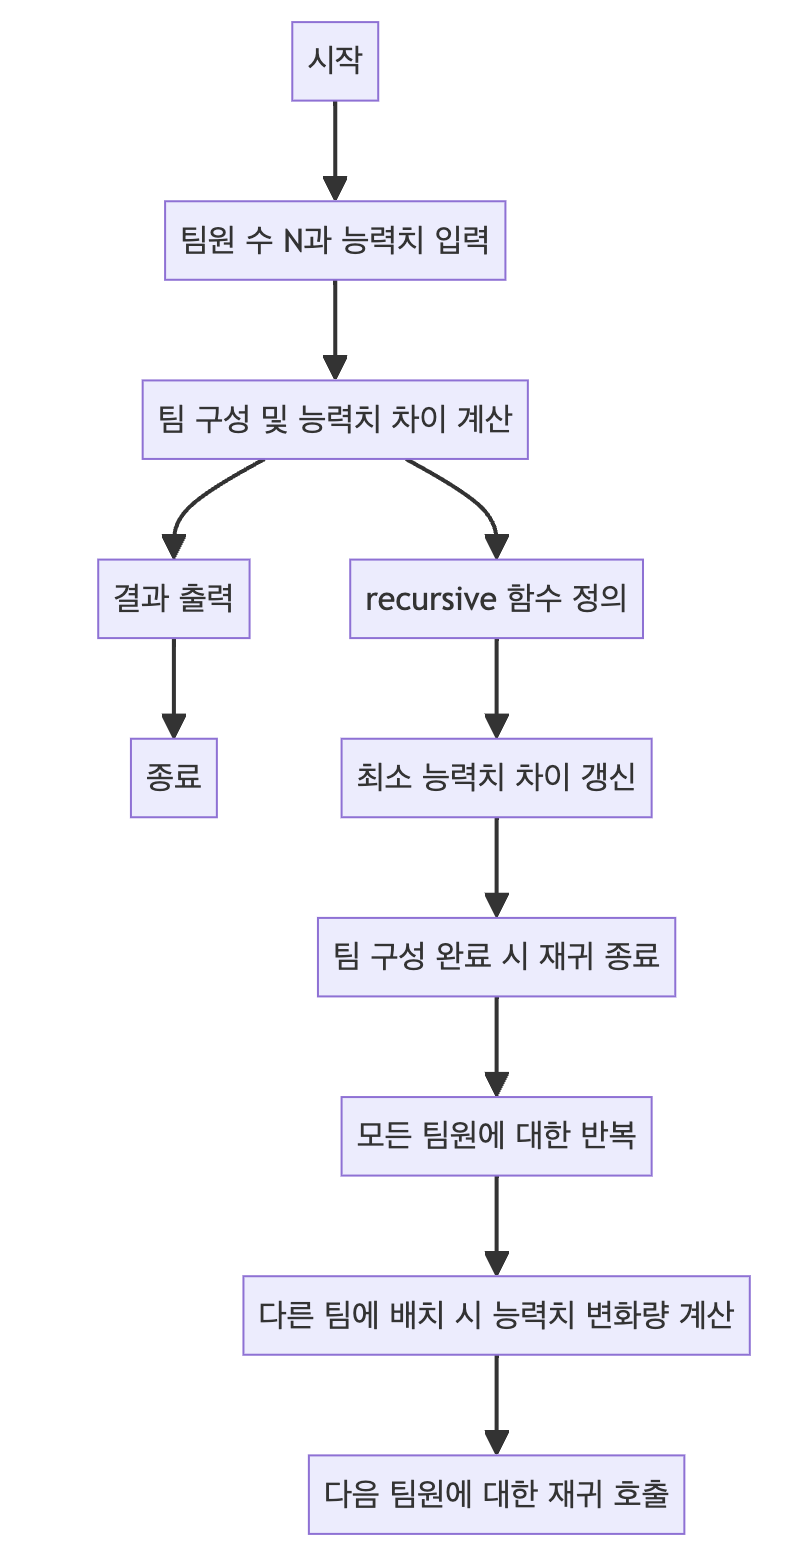 시작
팀원 수 N과 능력치 입력
팀 구성 및 능력치 차이 계산
결과 출력
recursive 함수 정의
종료
최소 능력치 차이 갱신
팀 구성 완료 시 재귀 종료
모든 팀원에 대한 반복
다른 팀에 배치 시 능력치 변화량 계산
다음 팀원에 대한 재귀 호출